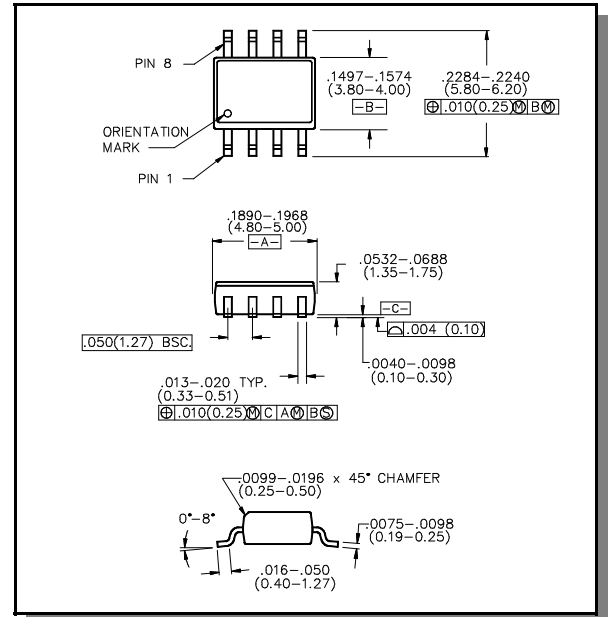 PIN 8
.1497–.1574
(3.80–4.00)
–B–
.2284–.2240
(5.80–6.20)
⌖ .010(0.25)Ⓜ BⓂ
ORIENTATION
MARK
PIN 1
.1890–.1968
(4.80–5.00)
–A–
.0532–.0688
(1.35–1.75)
–C–
.004 (0.10)
.050(1.27) BSC.
.0040–.0098
(0.10–0.30)
.013–.020 TYP.
(0.33–0.51)
⌖ .010(0.25)Ⓜ C AⓂ BⓈ
.0099–.0196 x 45° CHAMFER
(0.25–0.50)
0°–8°
.0075–.0098
(0.19–0.25)
.016–.050
(0.40–1.27)